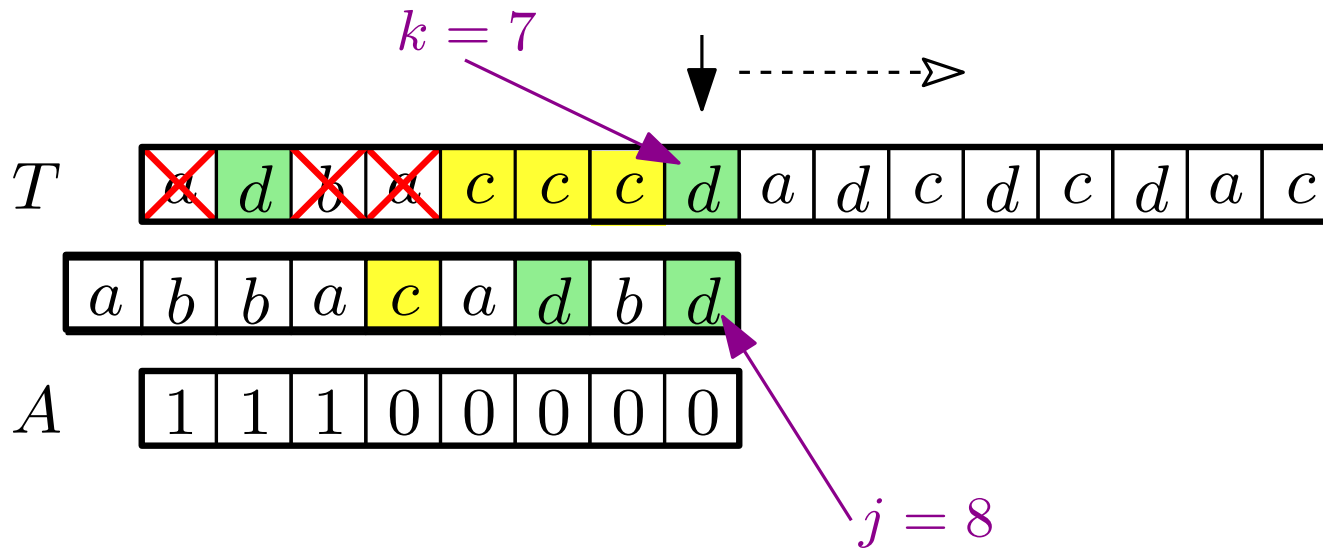 k = 7
T a d b a c c c d a d c d c d a c
a b b a c a d b d
A 1 1 1 0 0 0 0 0
j = 8